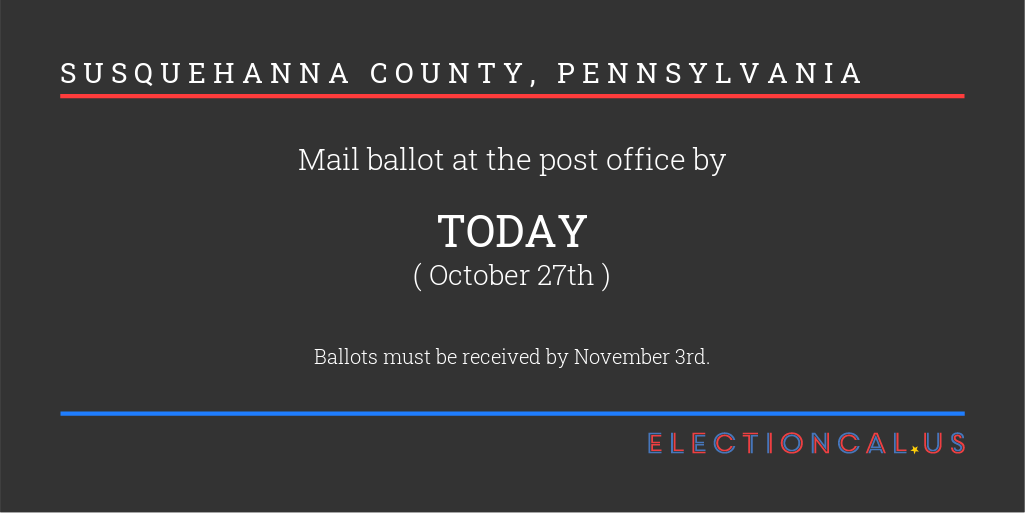 SUSQUEHANNA COUNTY, PENNSYLVANIA
Mail ballot at the post office by
TODAY
( October 27th )
Ballots must be received by November 3rd.
ELECTIONCAL.US